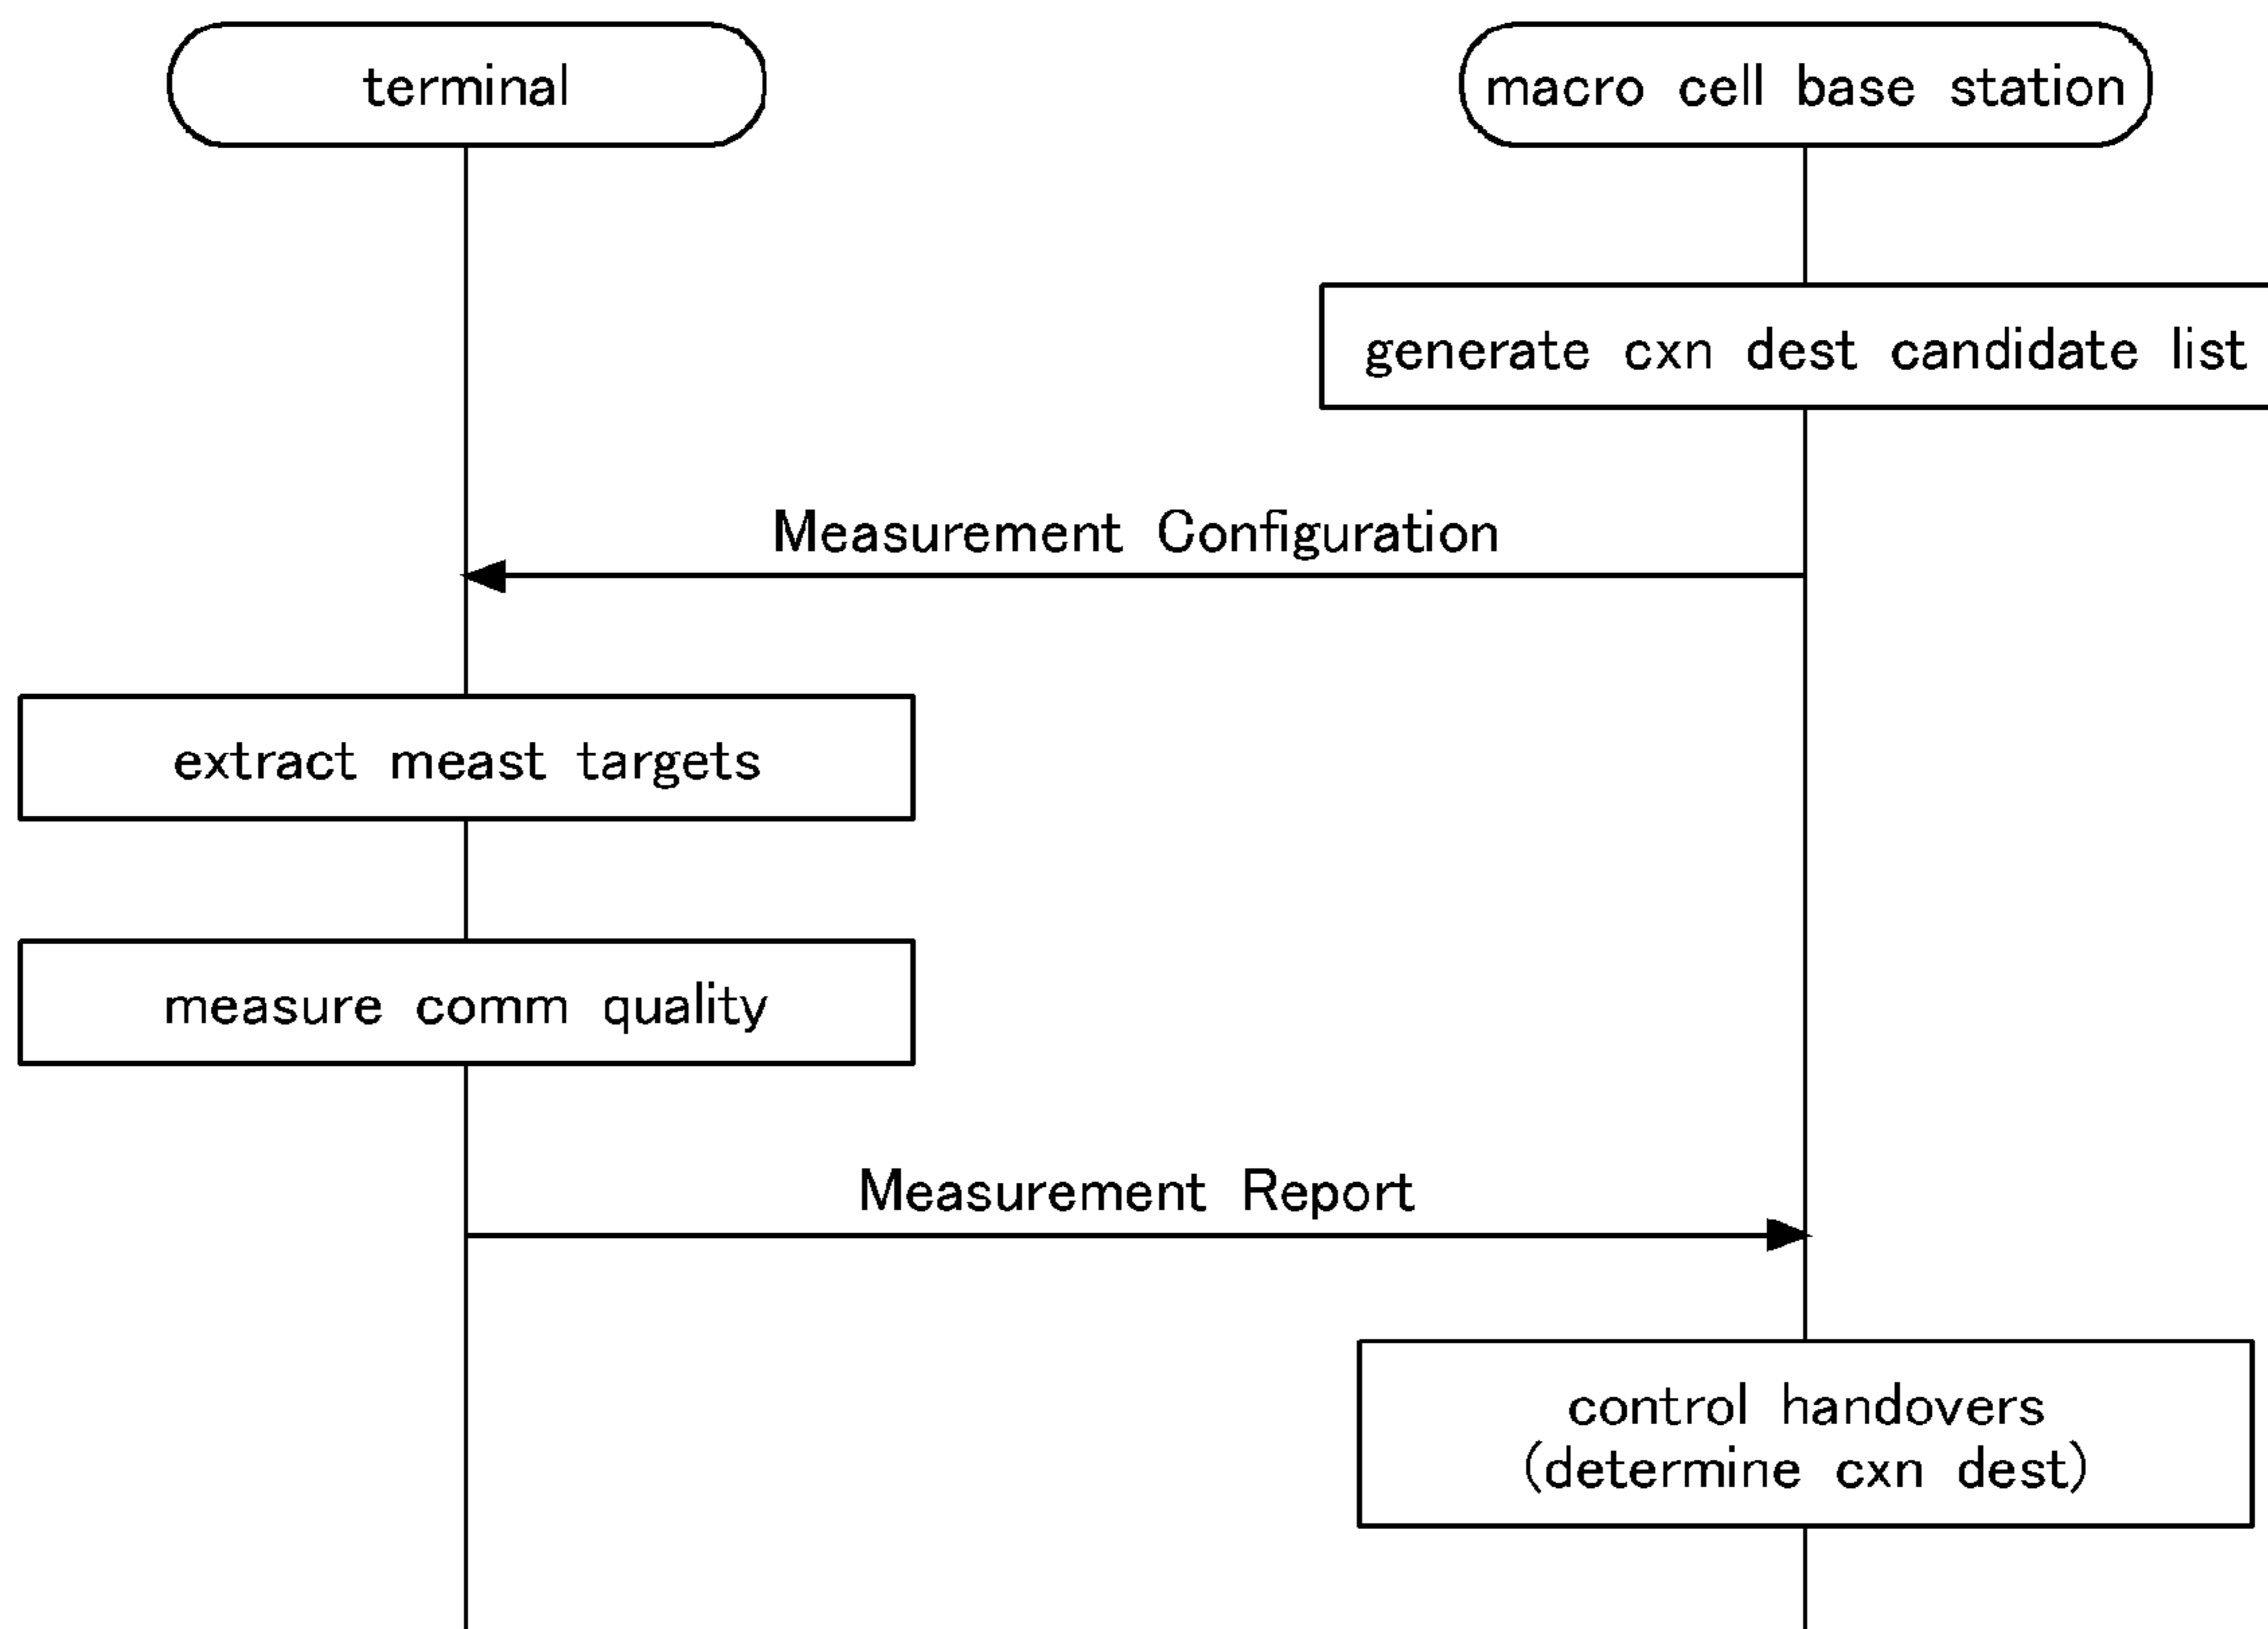 terminal
macro cell base station
generate cxn dest candidate list
Measurement Configuration
extract meast targets
measure comm quality
Measurement Report
control handovers
(determine cxn dest)